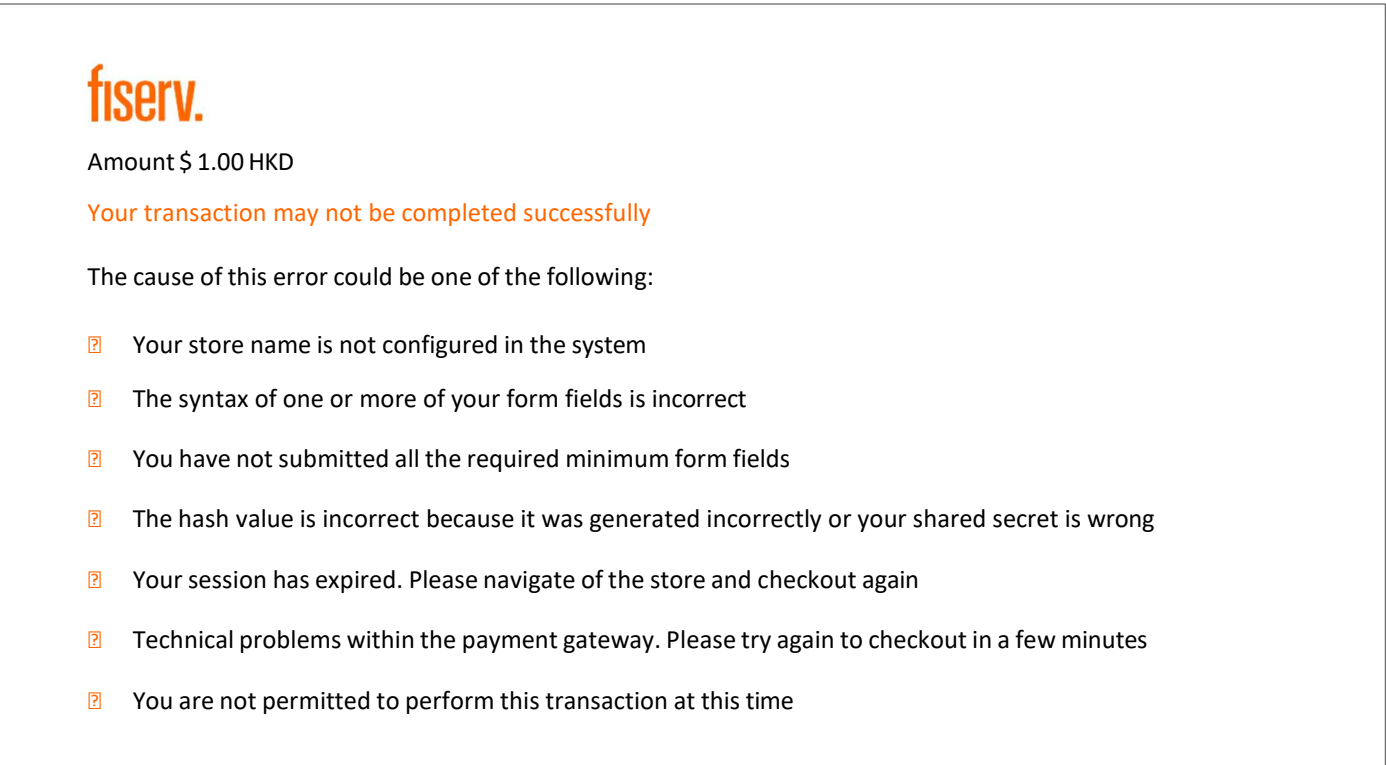 fiserv.
Amount $ 1.00 HKD
Your transaction may not be completed successfully
The cause of this error could be one of the following:
Your store name is not configured in the system
The syntax of one or more of your form fields is incorrect
You have not submitted all the required minimum form fields
The hash value is incorrect because it was generated incorrectly or your shared secret is wrong
Your session has expired. Please navigate of the store and checkout again
Technical problems within the payment gateway. Please try again to checkout in a few minutes
You are not permitted to perform this transaction at this time